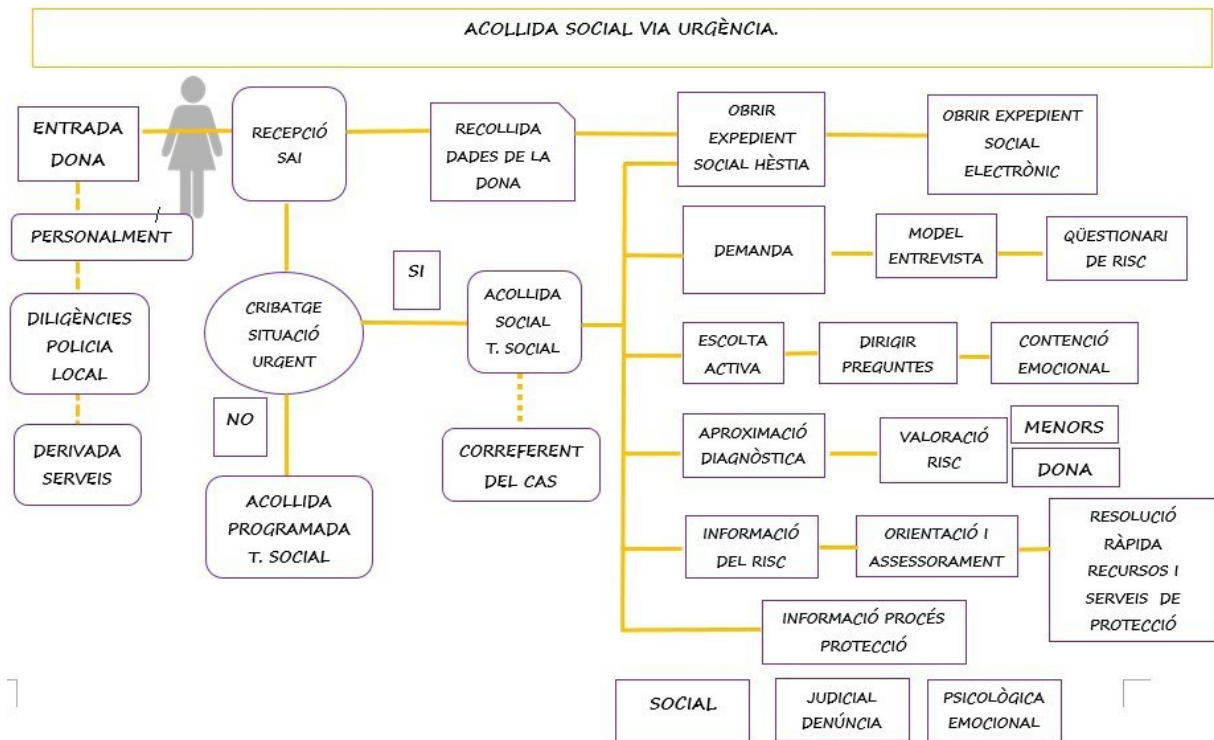 ACOLLIDA SOCIAL VIA URGÈNCIA.
ENTRADA
DONA
PERSONALMENT
DILIGÈNCIES
POLICIA
LOCAL
DERIVADA
SERVEIS
RECEPCIÓ
SAI
CRIBATGE
SITUACIÓ
URGENT
SI
NO
ACOLLIDA
PROGRAMADA
T. SOCIAL
RECOLLIDA
DADES DE LA
DONA
ACOLLIDA
SOCIAL
T. SOCIAL
CORREFERENT
DEL CAS
OBRIR
EXPEDIENT
SOCIAL HÈSTIA
OBRIR EXPEDIENT
SOCIAL
ELECTRÒNIC
DEMANDA
MODEL
ENTREVISTA
QÜESTIONARI
DE RISC
ESCOLTA
ACTIVA
DIRIGIR
PREGUNTES
CONTENCIÓ
EMOCIONAL
APROXIMACIÓ
DIAGNÒSTICA
VALORACIÓ
RISC
MENORS
DONA
INFORMACIÓ
DEL RISC
ORIENTACIÓ I
ASSESSORAMENT
RESOLUCIÓ
RÀPIDA
RECURSOS I
SERVEIS DE
PROTECCIÓ
INFORMACIÓ PROCÉS
PROTECCIÓ
SOCIAL
JUDICIAL
DENÚNCIA
PSICOLÒGICA
EMOCIONAL